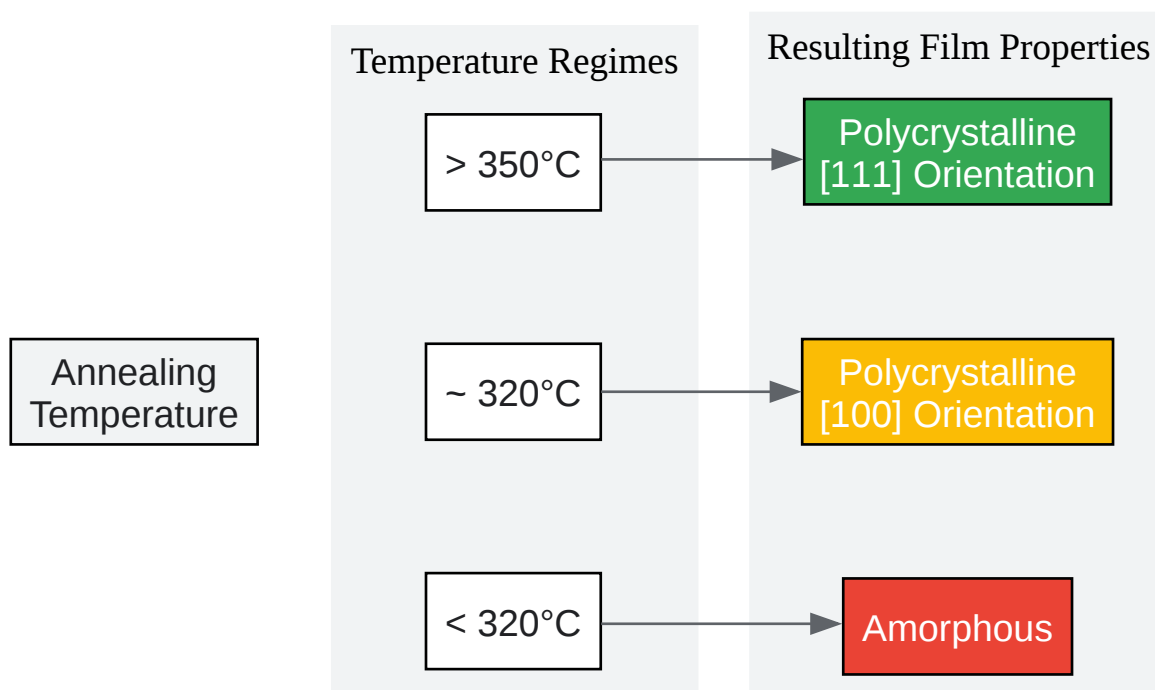 Temperature Regimes
Resulting Film Properties
> 350°C
Polycrystalline
[111] Orientation
Annealing
Temperature
~ 320°C
Polycrystalline
[100] Orientation
< 320°C
Amorphous